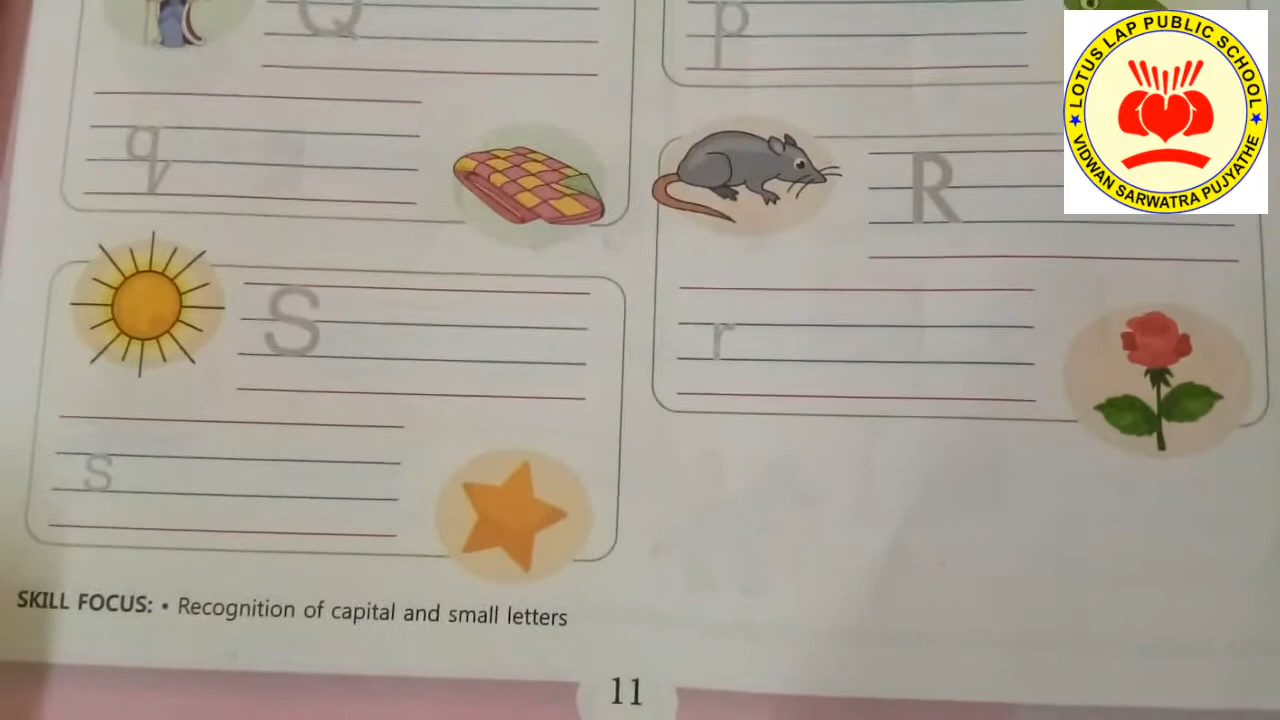 Q
q
S
s
SKILL FOCUS: • Recognition of capital and small letters
p
R
r
11
LOTUS LAP PUBLIC SCHOOL
VIDWAN SARWATRA PUJYATHE